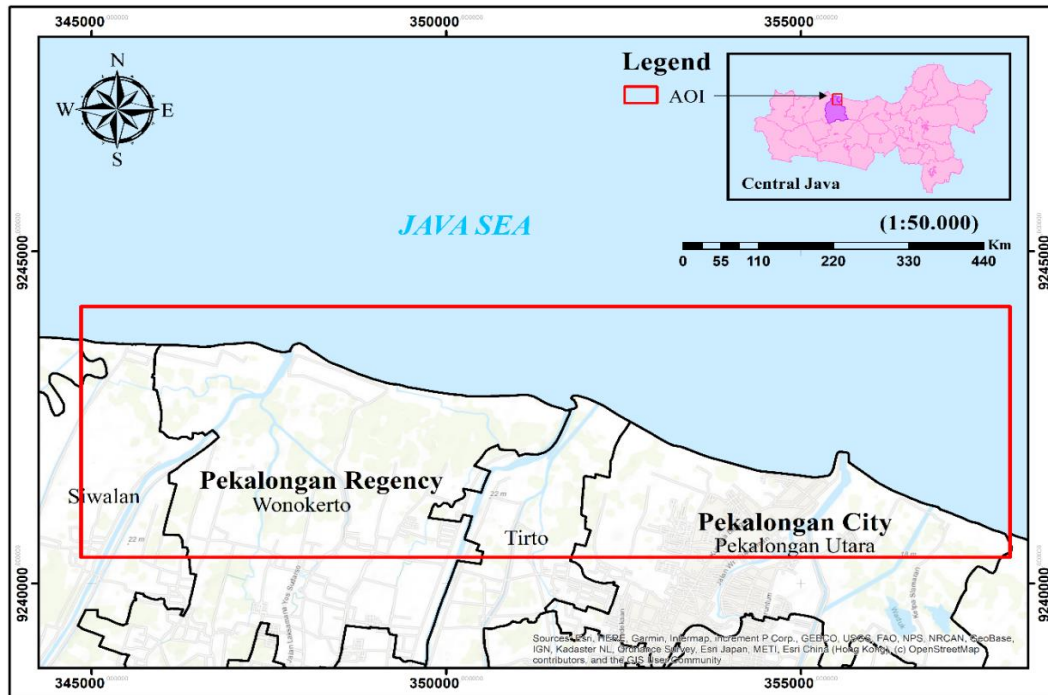 345000 350000 355000
N
W E
S
Legend
AOI
Central Java
(1:50.000)
Km
0 55 110 220 330 440
JAVA SEA
9245000 9245000
Pekalongan Regency
Wonokerto
Siwalan
22 m
22 m
22 m
Tirto
Pekalongan City
Pekalongan Utara
9240000 9240000
Sources: Esri, HERE, Garmin, Intermap, increment P Corp., GEBCO, USGS, FAO, NPS, NRCAN, GeoBase,
IGN, Kadaster NL, Ordnance Survey, Esri Japan, METI, Esri China (Hong Kong), (c) OpenStreetMap
contributors, and the GIS User Community
345000 350000 355000